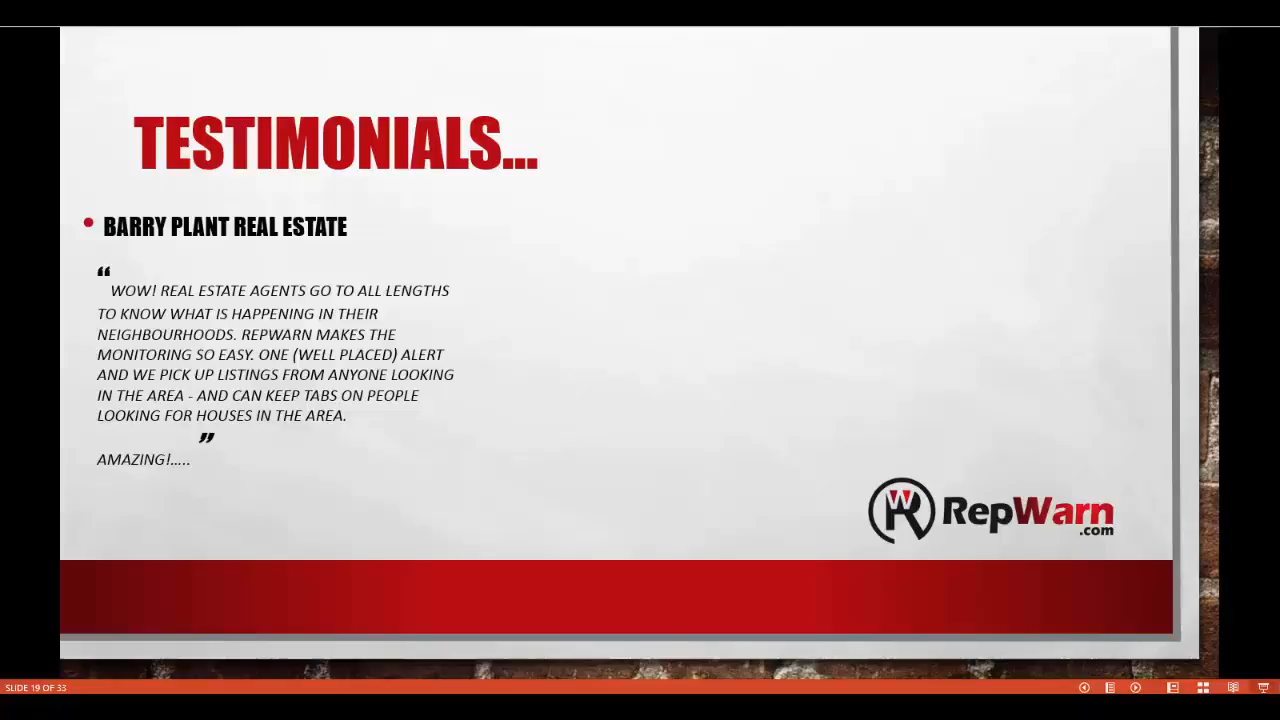 TESTIMONIALS...
• BARRY PLANT REAL ESTATE
“WOW! REAL ESTATE AGENTS GO TO ALL LENGTHS
TO KNOW WHAT IS HAPPENING IN THEIR
NEIGHBOURHOODS. REPWARN MAKES THE
MONITORING SO EASY. ONE (WELL PLACED) ALERT
AND WE PICK UP LISTINGS FROM ANYONE LOOKING
IN THE AREA - AND CAN KEEP TABS ON PEOPLE
LOOKING FOR HOUSES IN THE AREA.
AMAZING!.....”
RW RepWarn
.com
SLIDE 19 OF 33